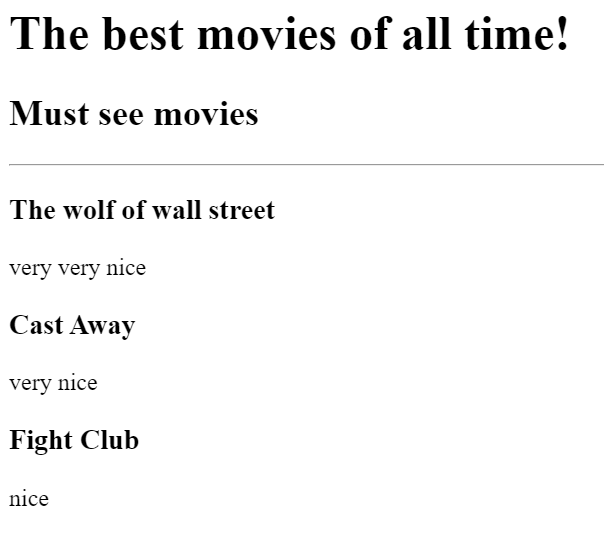 The best movies of all time!
Must see movies
The wolf of wall street
very very nice
Cast Away
very nice
Fight Club
nice